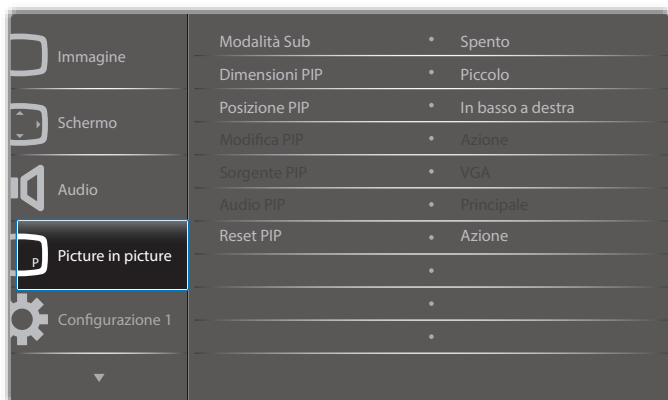 Immagine
Schermo
Audio
P
Picture in picture
Configurazione 1
Modalità Sub • Spento
Dimensioni PIP • Piccolo
Posizione PIP • In basso a destra
Modifica PIP • Azione
Sorgente PIP • VGA
Audio PIP • Principale
Reset PIP • Azione